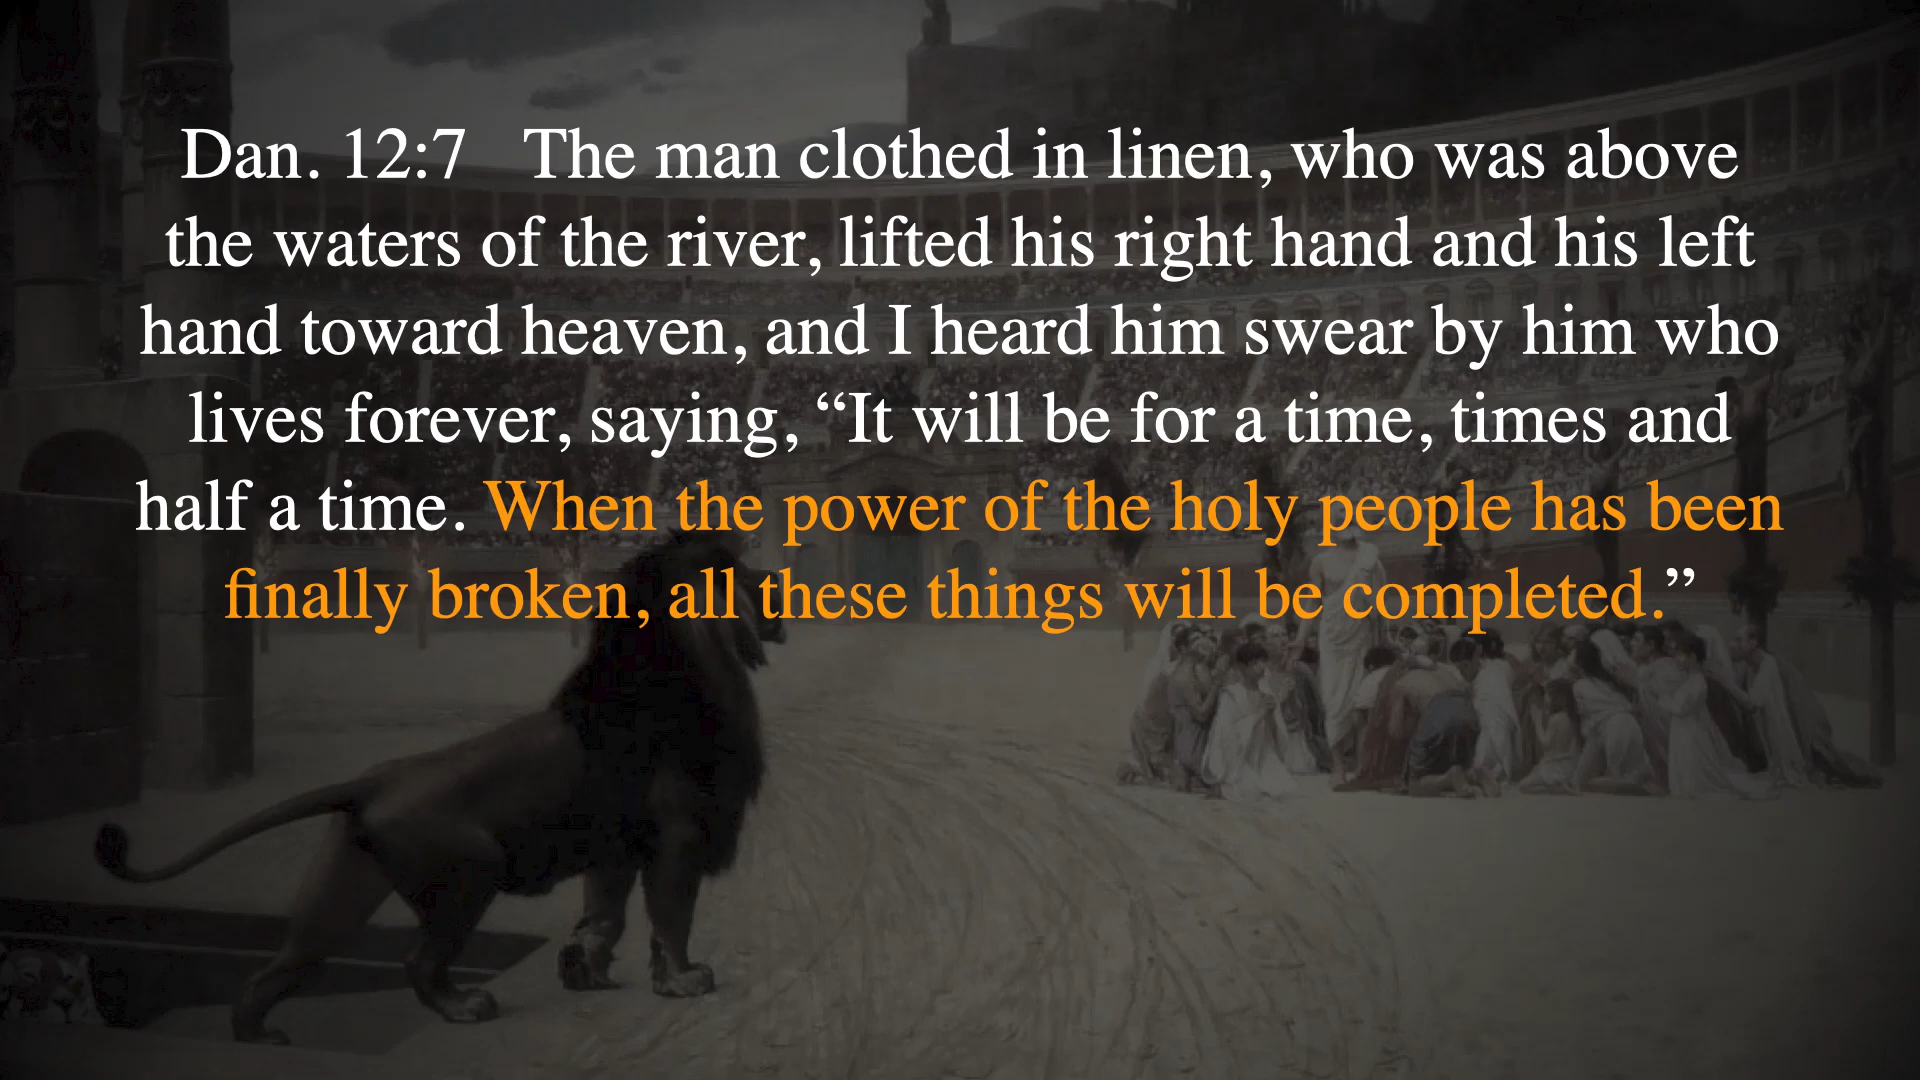 Dan. 12:7   The man clothed in linen, who was above
the waters of the river, lifted his right hand and his left
hand toward heaven, and I heard him swear by him who
lives forever, saying, “It will be for a time, times and
half a time. When the power of the holy people has been
finally broken, all these things will be completed.”